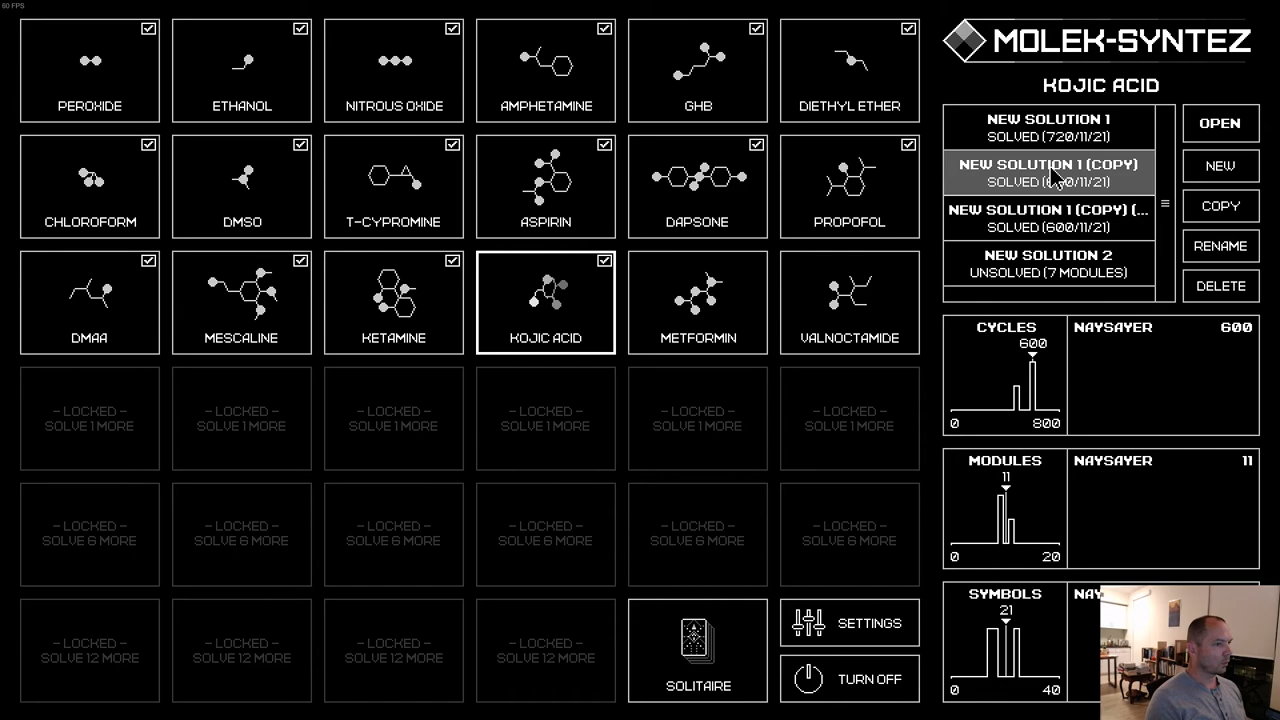 60 FPS
PEROXIDE
ETHANOL
NITROUS OXIDE
AMPHETAMINE
GHB
DIETHYL ETHER
CHLOROFORM
DMSO
T-CYPROMINE
ASPIRIN
DAPSONE
PROPOFOL
DMAA
MESCALINE
KETAMINE
KOJIC ACID
METFORMIN
VALNOCTAMIDE
- LOCKED -
SOLVE 1 MORE
- LOCKED -
SOLVE 1 MORE
- LOCKED -
SOLVE 1 MORE
- LOCKED -
SOLVE 1 MORE
- LOCKED -
SOLVE 1 MORE
- LOCKED -
SOLVE 1 MORE
- LOCKED -
SOLVE 6 MORE
- LOCKED -
SOLVE 6 MORE
- LOCKED -
SOLVE 6 MORE
- LOCKED -
SOLVE 6 MORE
- LOCKED -
SOLVE 6 MORE
- LOCKED -
SOLVE 6 MORE
- LOCKED -
SOLVE 12 MORE
- LOCKED -
SOLVE 12 MORE
- LOCKED -
SOLVE 12 MORE
- LOCKED -
SOLVE 12 MORE
SOLITAIRE
SETTINGS
TURN OFF
MOLEK-SYNTEZ
KOJIC ACID
NEW SOLUTION 1
SOLVED (720/11/21)
NEW SOLUTION 1 (COPY)
SOLVED
NEW SOLUTION 1 (COPY) (...
SOLVED (600/11/21)
NEW SOLUTION 2
UNSOLVED (7 MODULES)
OPEN
NEW
COPY
RENAME
DELETE
CYCLES
600
0 800
NAYSAYER 600
MODULES
11
0 20
NAYSAYER 11
SYMBOLS
21
0 40